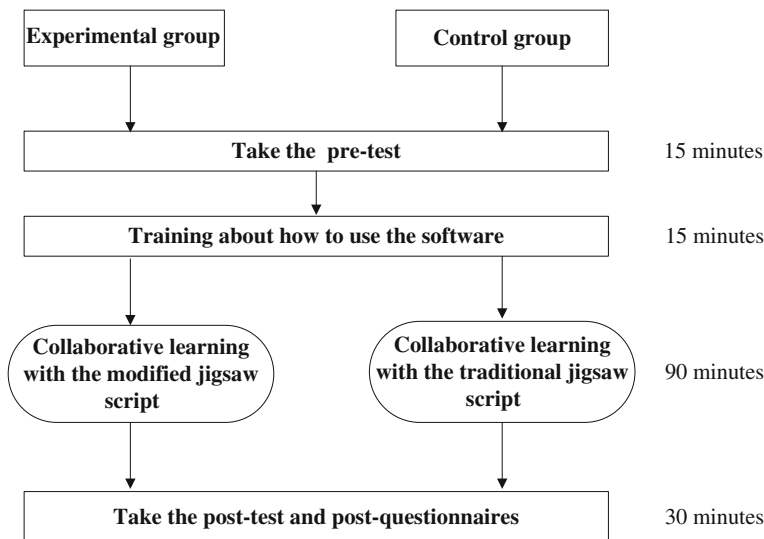 Experimental group
Control group
Take the pre-test
15 minutes
Training about how to use the software
15 minutes
Collaborative learning
with the modified jigsaw
script
Collaborative learning
with the traditional jigsaw
script
90 minutes
Take the post-test and post-questionnaires
30 minutes